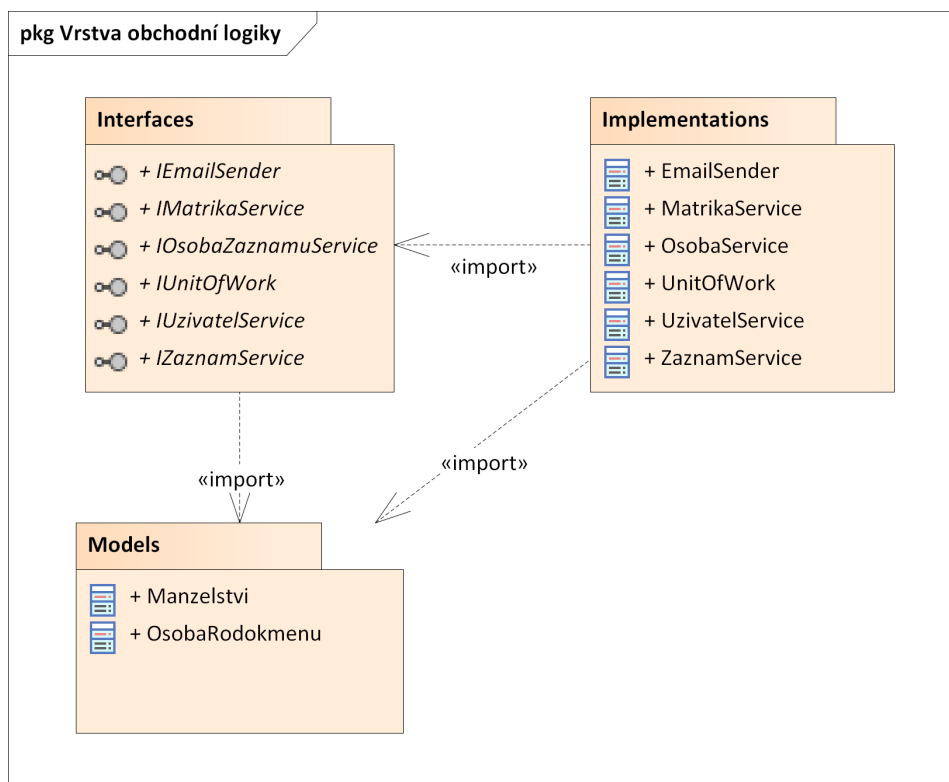 pkg Vrstva obchodní logiky
Interfaces
+ IEmailSender
+ IMatrikaService
+ IOsobaZaznamuService
+ IUnitOfWork
+ IUzivatelService
+ IZaznamService
Implementations
+ EmailSender
+ MatrikaService
+ OsobaService
+ UnitOfWork
+ UzivatelService
+ ZaznamService
«import»
«import»
«import»
Models
+ Manzelstvi
+ OsobaRodokmenu